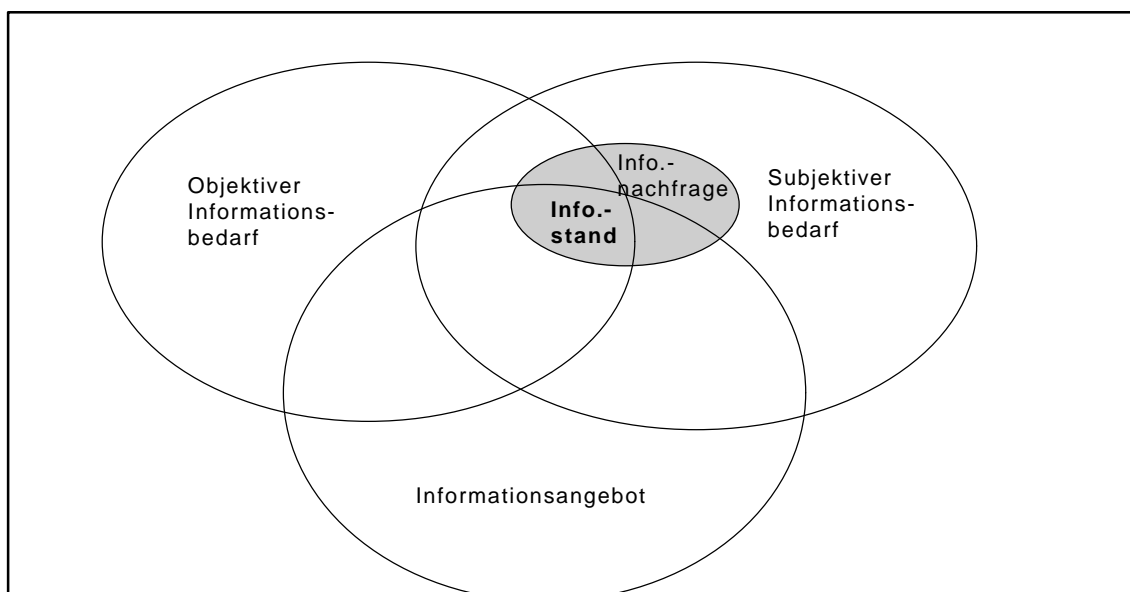 Objektiver
Informations-
bedarf
Info.-
nachfrage
Info.-
stand
Subjektiver
Informations-
bedarf
Informationsangebot